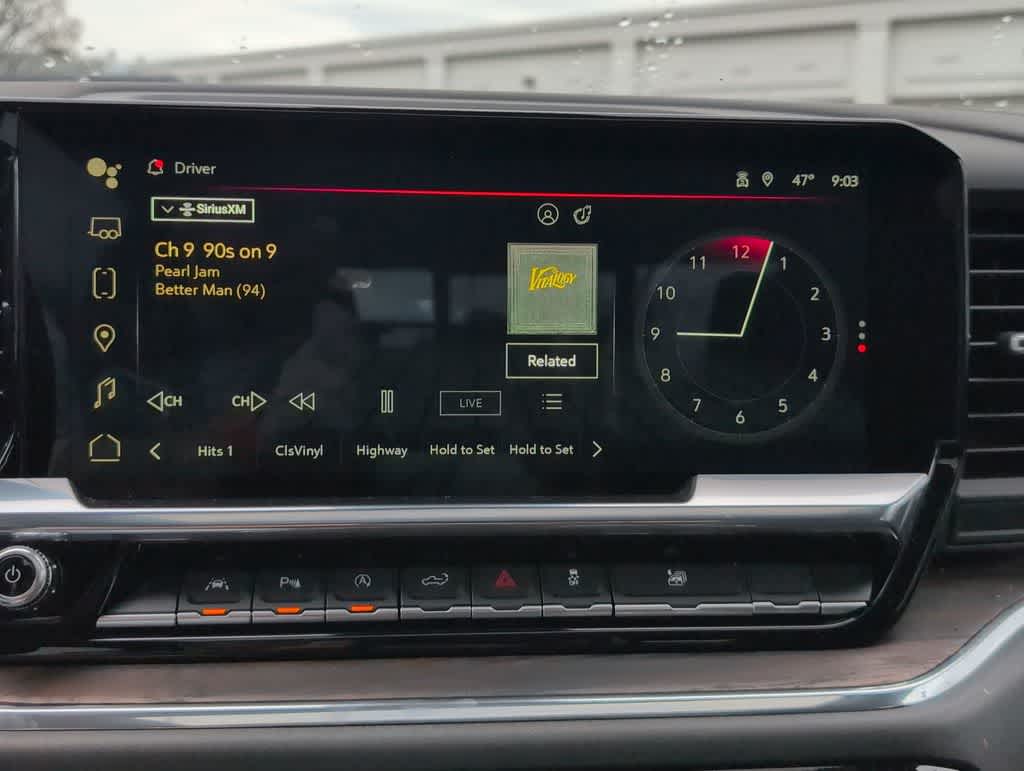 Driver
47° 9:03
SiriusXM
Ch 9 90s on 9
Pearl Jam
Better Man (94)
VITALOGY
Related
12
1
2
3
4
5
6
7
8
9
10
11
CH
CH
LIVE
Hits 1
ClsVinyl
Highway
Hold to Set
Hold to Set
P
A
OFF